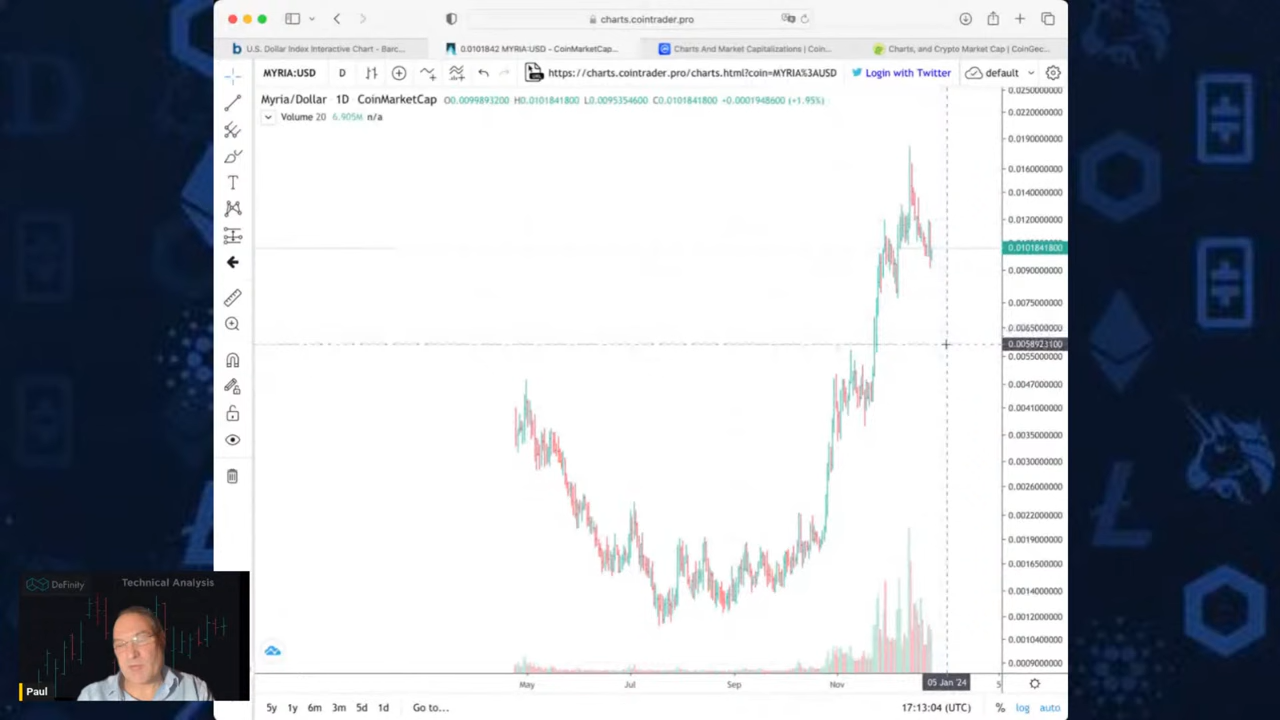 charts.cointrader.pro
U.S. Dollar Index Interactive Chart - Barc...
0.0101842 MYRIA:USD - CoinMarketCap...
Charts And Market Capitalizations | Coin...
Charts, and Crypto Market Cap | CoinGec...
MYRIA:USD
D
https://charts.cointrader.pro/charts.html?coin=MYRIA%3AUSD
Login with Twitter
default
Myria/Dollar 1D CoinMarketCap O0.0099893200 H0.0101841800 L0.0095354600 C0.0101841800 +0.0001948600 (+1.95%)
Volume 20 6.905M n/a
0.0250000000
0.0220000000
0.0190000000
0.0160000000
0.0140000000
0.0120000000
0.0101841800
0.0090000000
0.0075000000
0.0065000000
0.0058923100
0.0055000000
0.0047000000
0.0041000000
0.0035000000
0.0030000000
0.0026000000
0.0022000000
0.0019000000
0.0016500000
0.0014000000
0.0012000000
0.0010400000
0.0009000000
May
Jul
Sep
Nov
05 Jan '24
5
5y 1y 6m 3m 5d 1d Go to...
17:13:04 (UTC)
% log auto
DeFinity
Technical Analysis
Paul